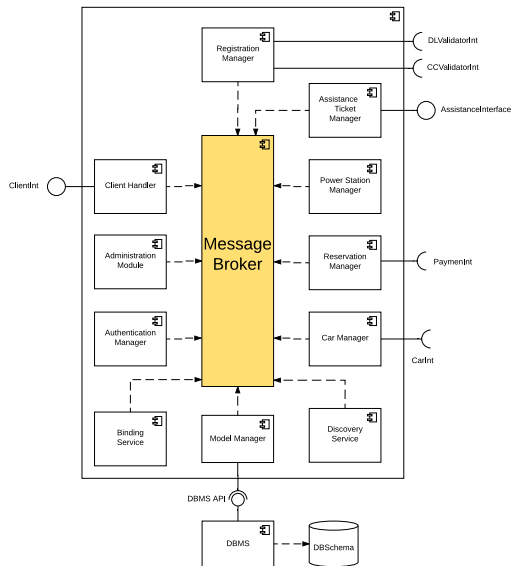 Registration
Manager
DLValidatorInt
CCValidatorInt
Assistance
Ticket
Manager
AssistanceInterface
ClientInt
Client Handler
Power Station
Manager
Message
Broker
Administration
Module
Reservation
Manager
PaymenInt
Authentication
Manager
Car Manager
CarInt
Binding
Service
Model Manager
Discovery
Service
DBMS API
DBMS
DBSchema